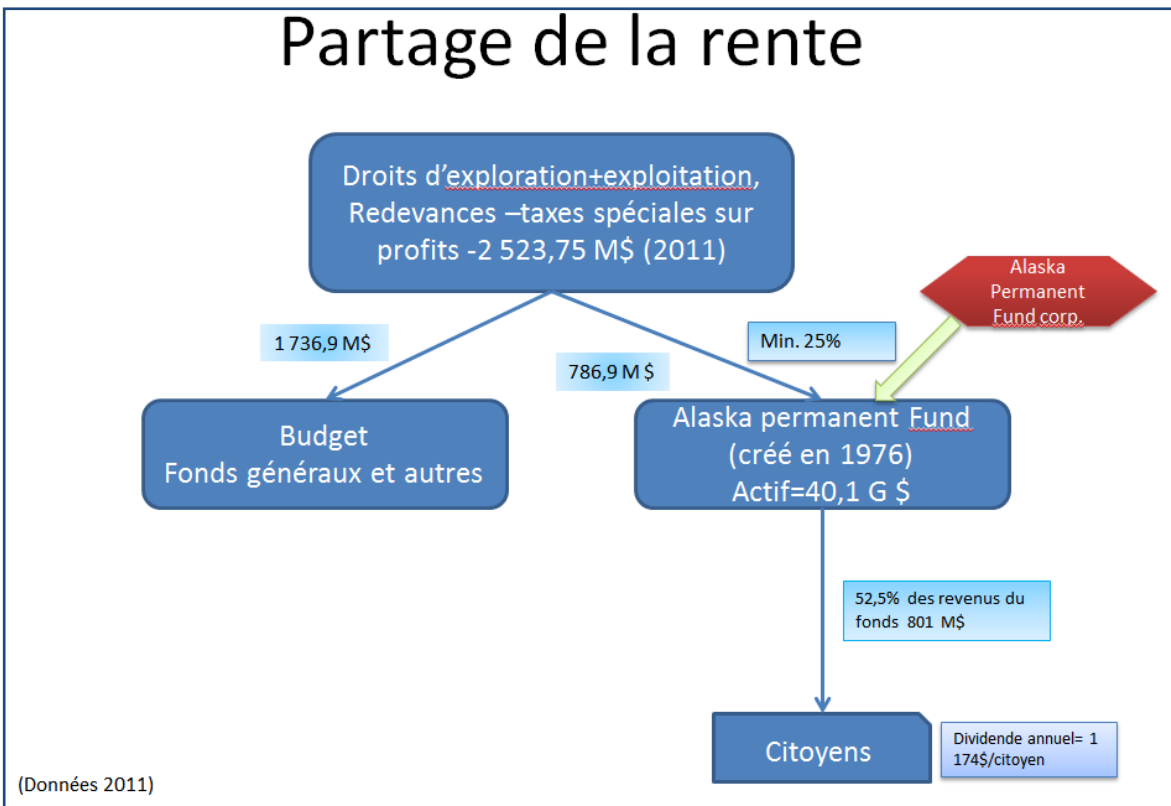 Partage de la rente
Droits d’exploration+exploitation,
Redevances –taxes spéciales sur
profits -2 523,75 M$ (2011)
Alaska
Permanent
Fund corp.
1 736,9 M$
Min. 25%
786,9 M $
Budget
Fonds généraux et autres
Alaska permanent Fund
(créé en 1976)
Actif=40,1 G $
52,5% des revenus du
fonds 801 M$
Citoyens
Dividende annuel= 1
174$/citoyen
(Données 2011)